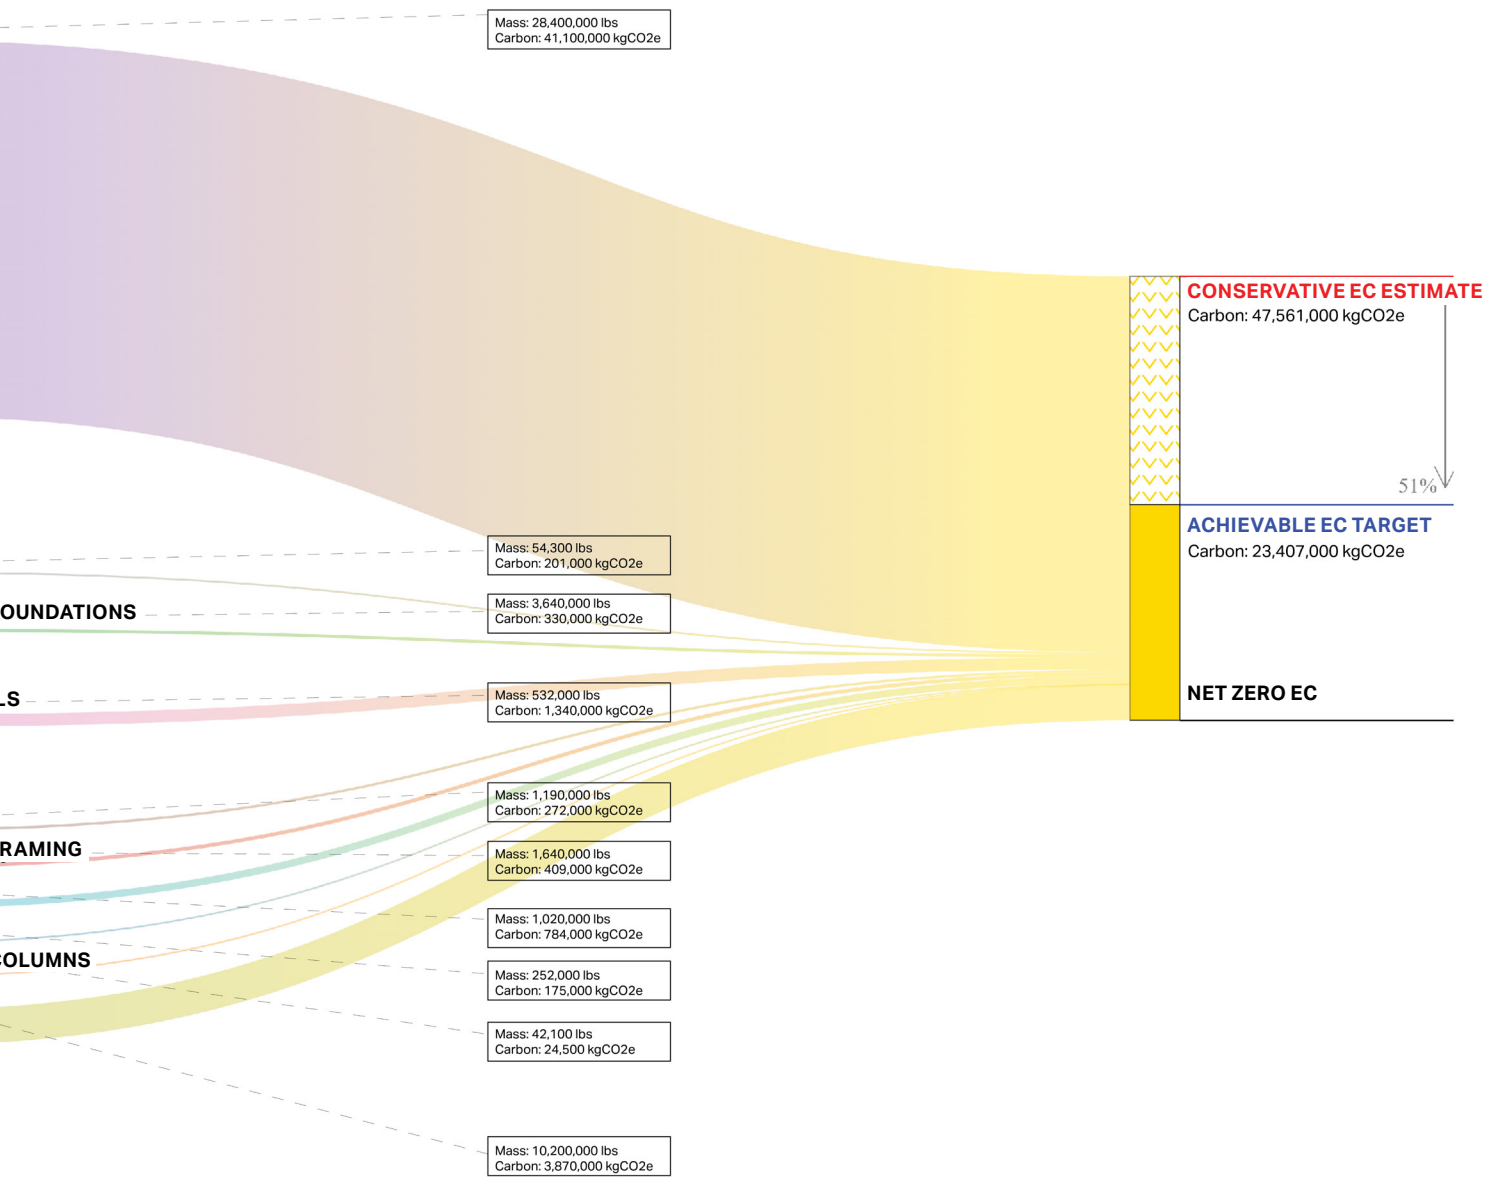 Mass: 28,400,000 lbs
Carbon: 41,100,000 kgCO2e
CONSERVATIVE EC ESTIMATE
Carbon: 47,561,000 kgCO2e
51%
ACHIEVABLE EC TARGET
Carbon: 23,407,000 kgCO2e
NET ZERO EC
Mass: 54,300 lbs
Carbon: 201,000 kgCO2e
OUNDATIONS
Mass: 3,640,000 lbs
Carbon: 330,000 kgCO2e
LS
Mass: 532,000 lbs
Carbon: 1,340,000 kgCO2e
Mass: 1,190,000 lbs
Carbon: 272,000 kgCO2e
RAMING
Mass: 1,640,000 lbs
Carbon: 409,000 kgCO2e
Mass: 1,020,000 lbs
Carbon: 784,000 kgCO2e
COLUMNS
Mass: 252,000 lbs
Carbon: 175,000 kgCO2e
Mass: 42,100 lbs
Carbon: 24,500 kgCO2e
Mass: 10,200,000 lbs
Carbon: 3,870,000 kgCO2e